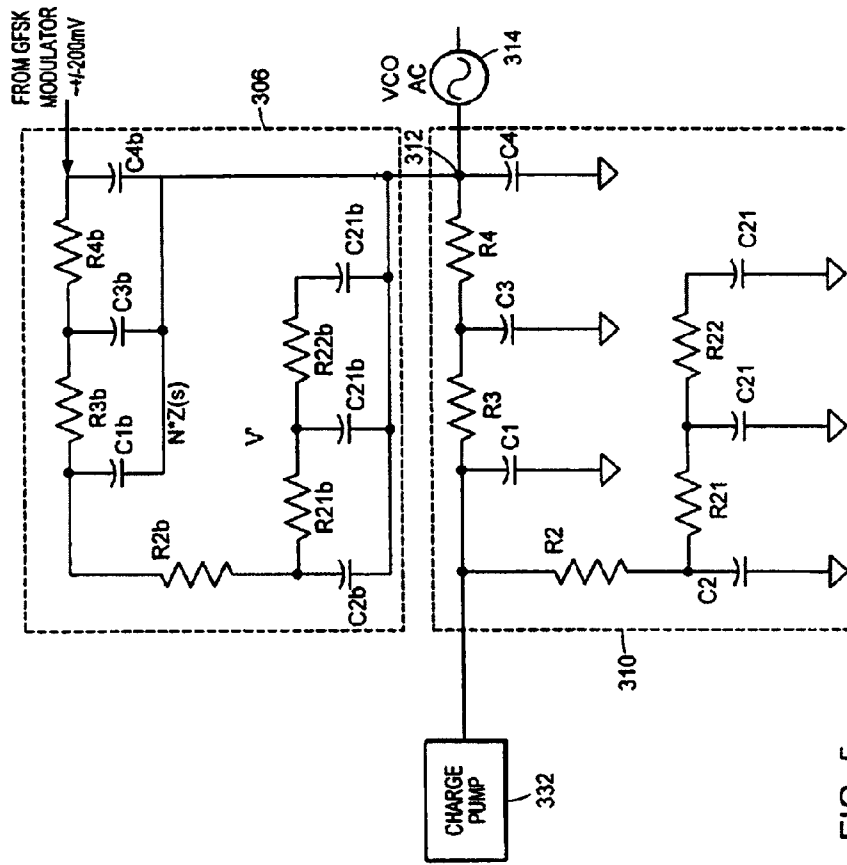 FROM GFSK
MODULATOR
~+/-200mV
306
C4b
R4b
C3b
R3b
C1b
N*Z(s)
R2b
V'
C21b
R22b
C21b
R21b
C2b
VCO
AC
314
312
C4
R4
C3
R3
C1
R2
C21
R22
C21
R21
C2
310
CHARGE
PUMP
332
FIG. 5